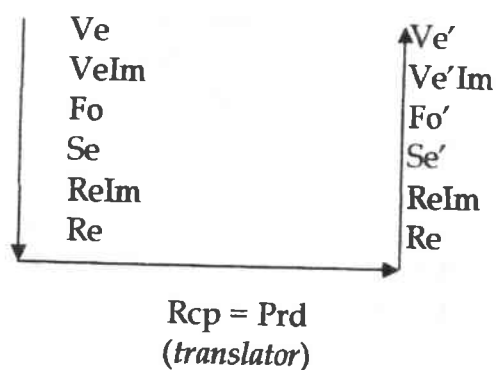 Ve
VeIm
Fo
Se
ReIm
Re
Ve′
Ve′Im
Fo′
Se′
ReIm
Re
Rcp = Prd
(translator)